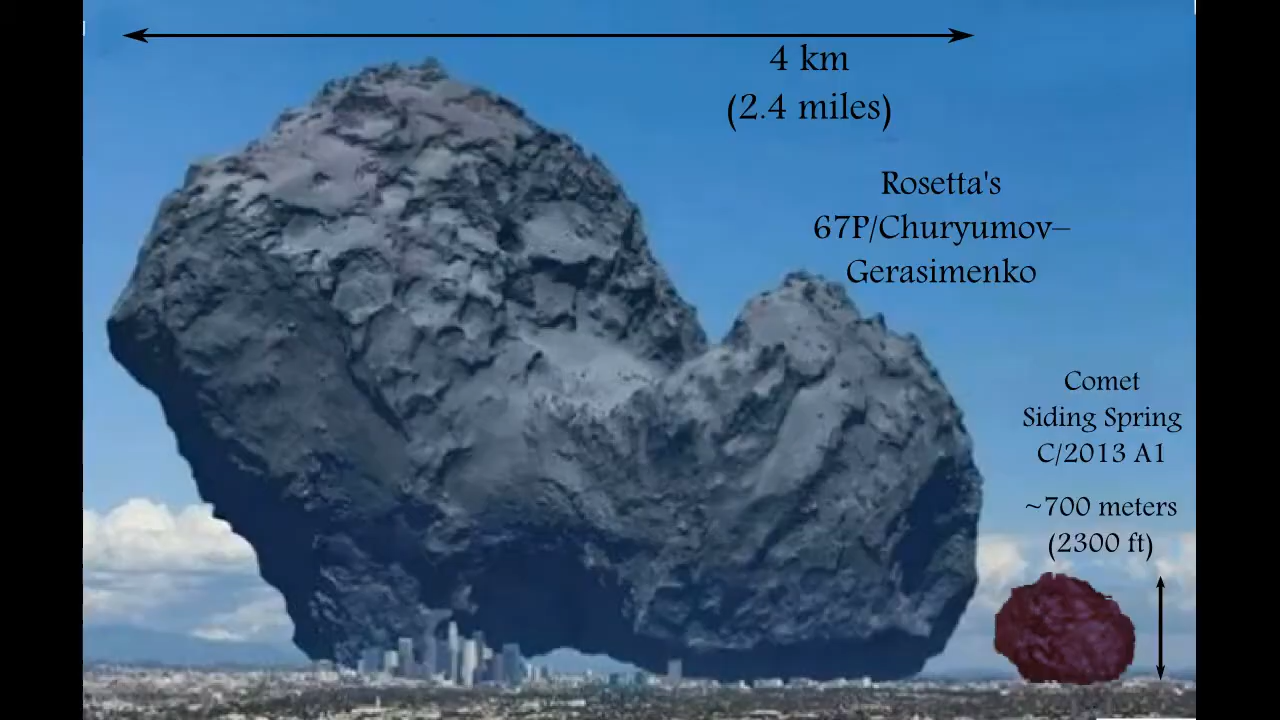 4 km
(2.4 miles)
Rosetta's
67P/Churyumov–
Gerasimenko
Comet
Siding Spring
C/2013 A1
~700 meters
(2300 ft)